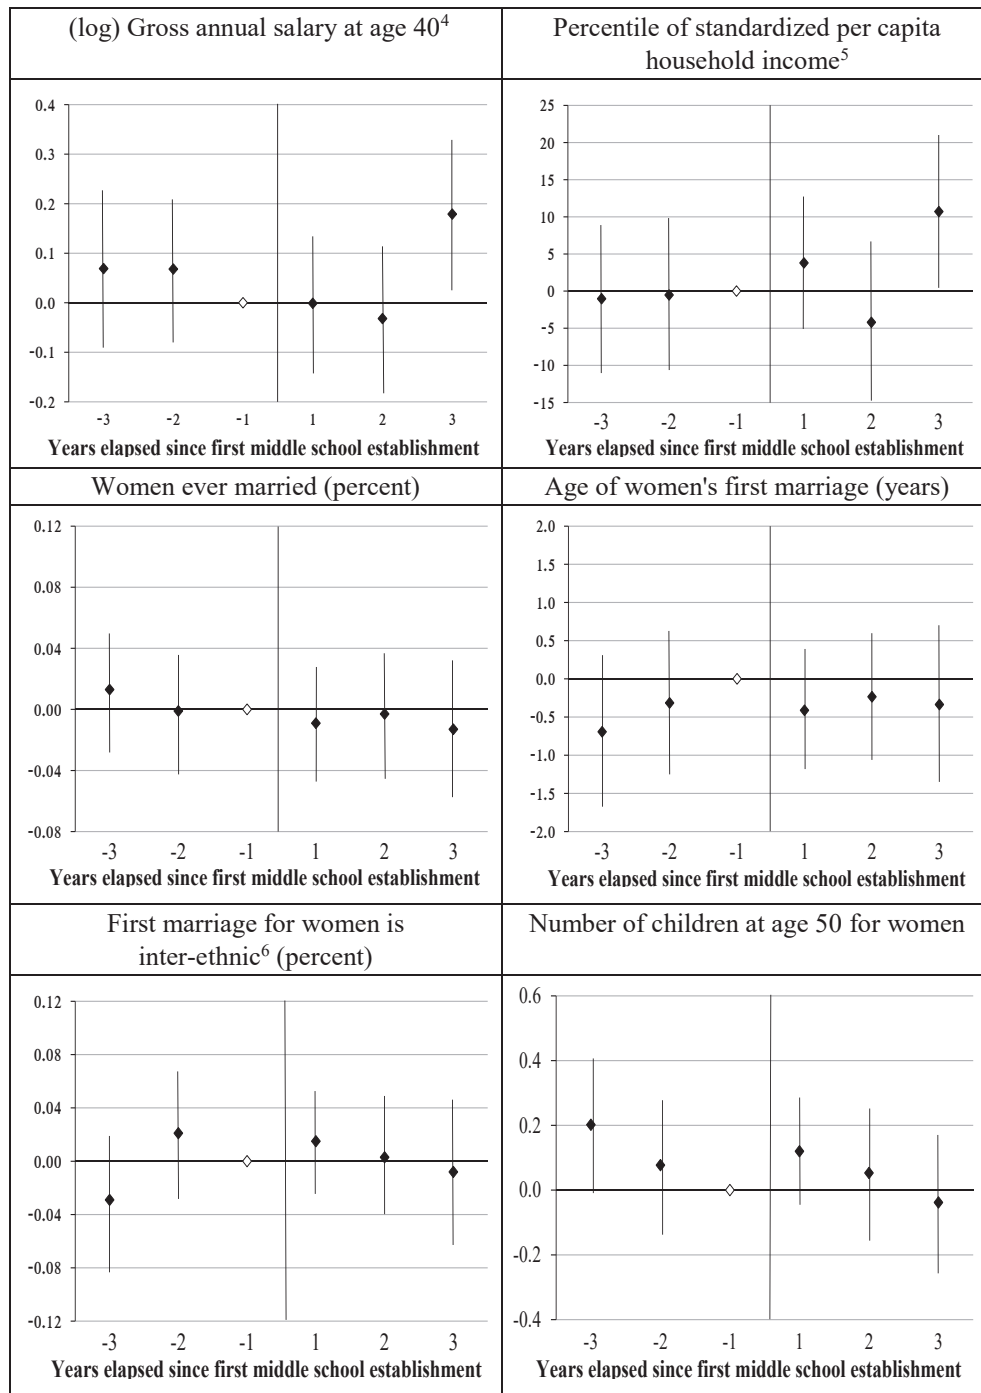 (log) Gross annual salary at age 40⁴
Percentile of standardized per capita
household income⁵
0.4
0.3
0.2
0.1
0.0
-0.1
-0.2
-3 -2 -1 1 2 3
Years elapsed since first middle school establishment
25
20
15
10
5
0
-5
-10
-15
-3 -2 -1 1 2 3
Years elapsed since first middle school establishment
Women ever married (percent)
Age of women's first marriage (years)
0.12
0.08
0.04
0.00
-0.04
-0.08
-3 -2 -1 1 2 3
Years elapsed since first middle school establishment
2.0
1.5
1.0
0.5
0.0
-0.5
-1.0
-1.5
-2.0
-3 -2 -1 1 2 3
Years elapsed since first middle school establishment
First marriage for women is
inter-ethnic⁶ (percent)
Number of children at age 50 for women
0.12
0.08
0.04
0.00
-0.04
-0.08
-0.12
-3 -2 -1 1 2 3
Years elapsed since first middle school establishment
0.6
0.4
0.2
0.0
-0.2
-0.4
-3 -2 -1 1 2 3
Years elapsed since first middle school establishment